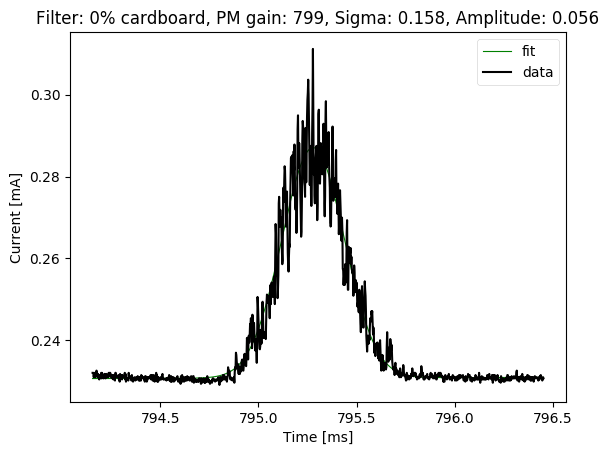 Filter: 0% cardboard, PM gain: 799, Sigma: 0.158, Amplitude: 0.056
fit
data
0.30
0.28
0.26
0.24
Current [mA]
794.5 795.0 795.5 796.0 796.5
Time [ms]